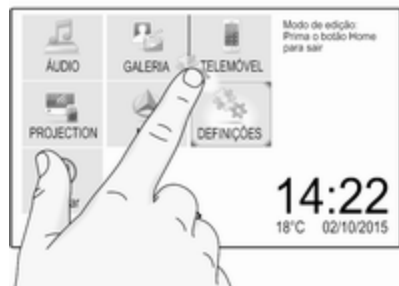 ÁUDIO
GALERIA
TELEMÓVEL
Modo de edição:
Prima o botão Home
para sair
PROJECTION
DEFINIÇÕES
14:22
18°C 02/10/2015